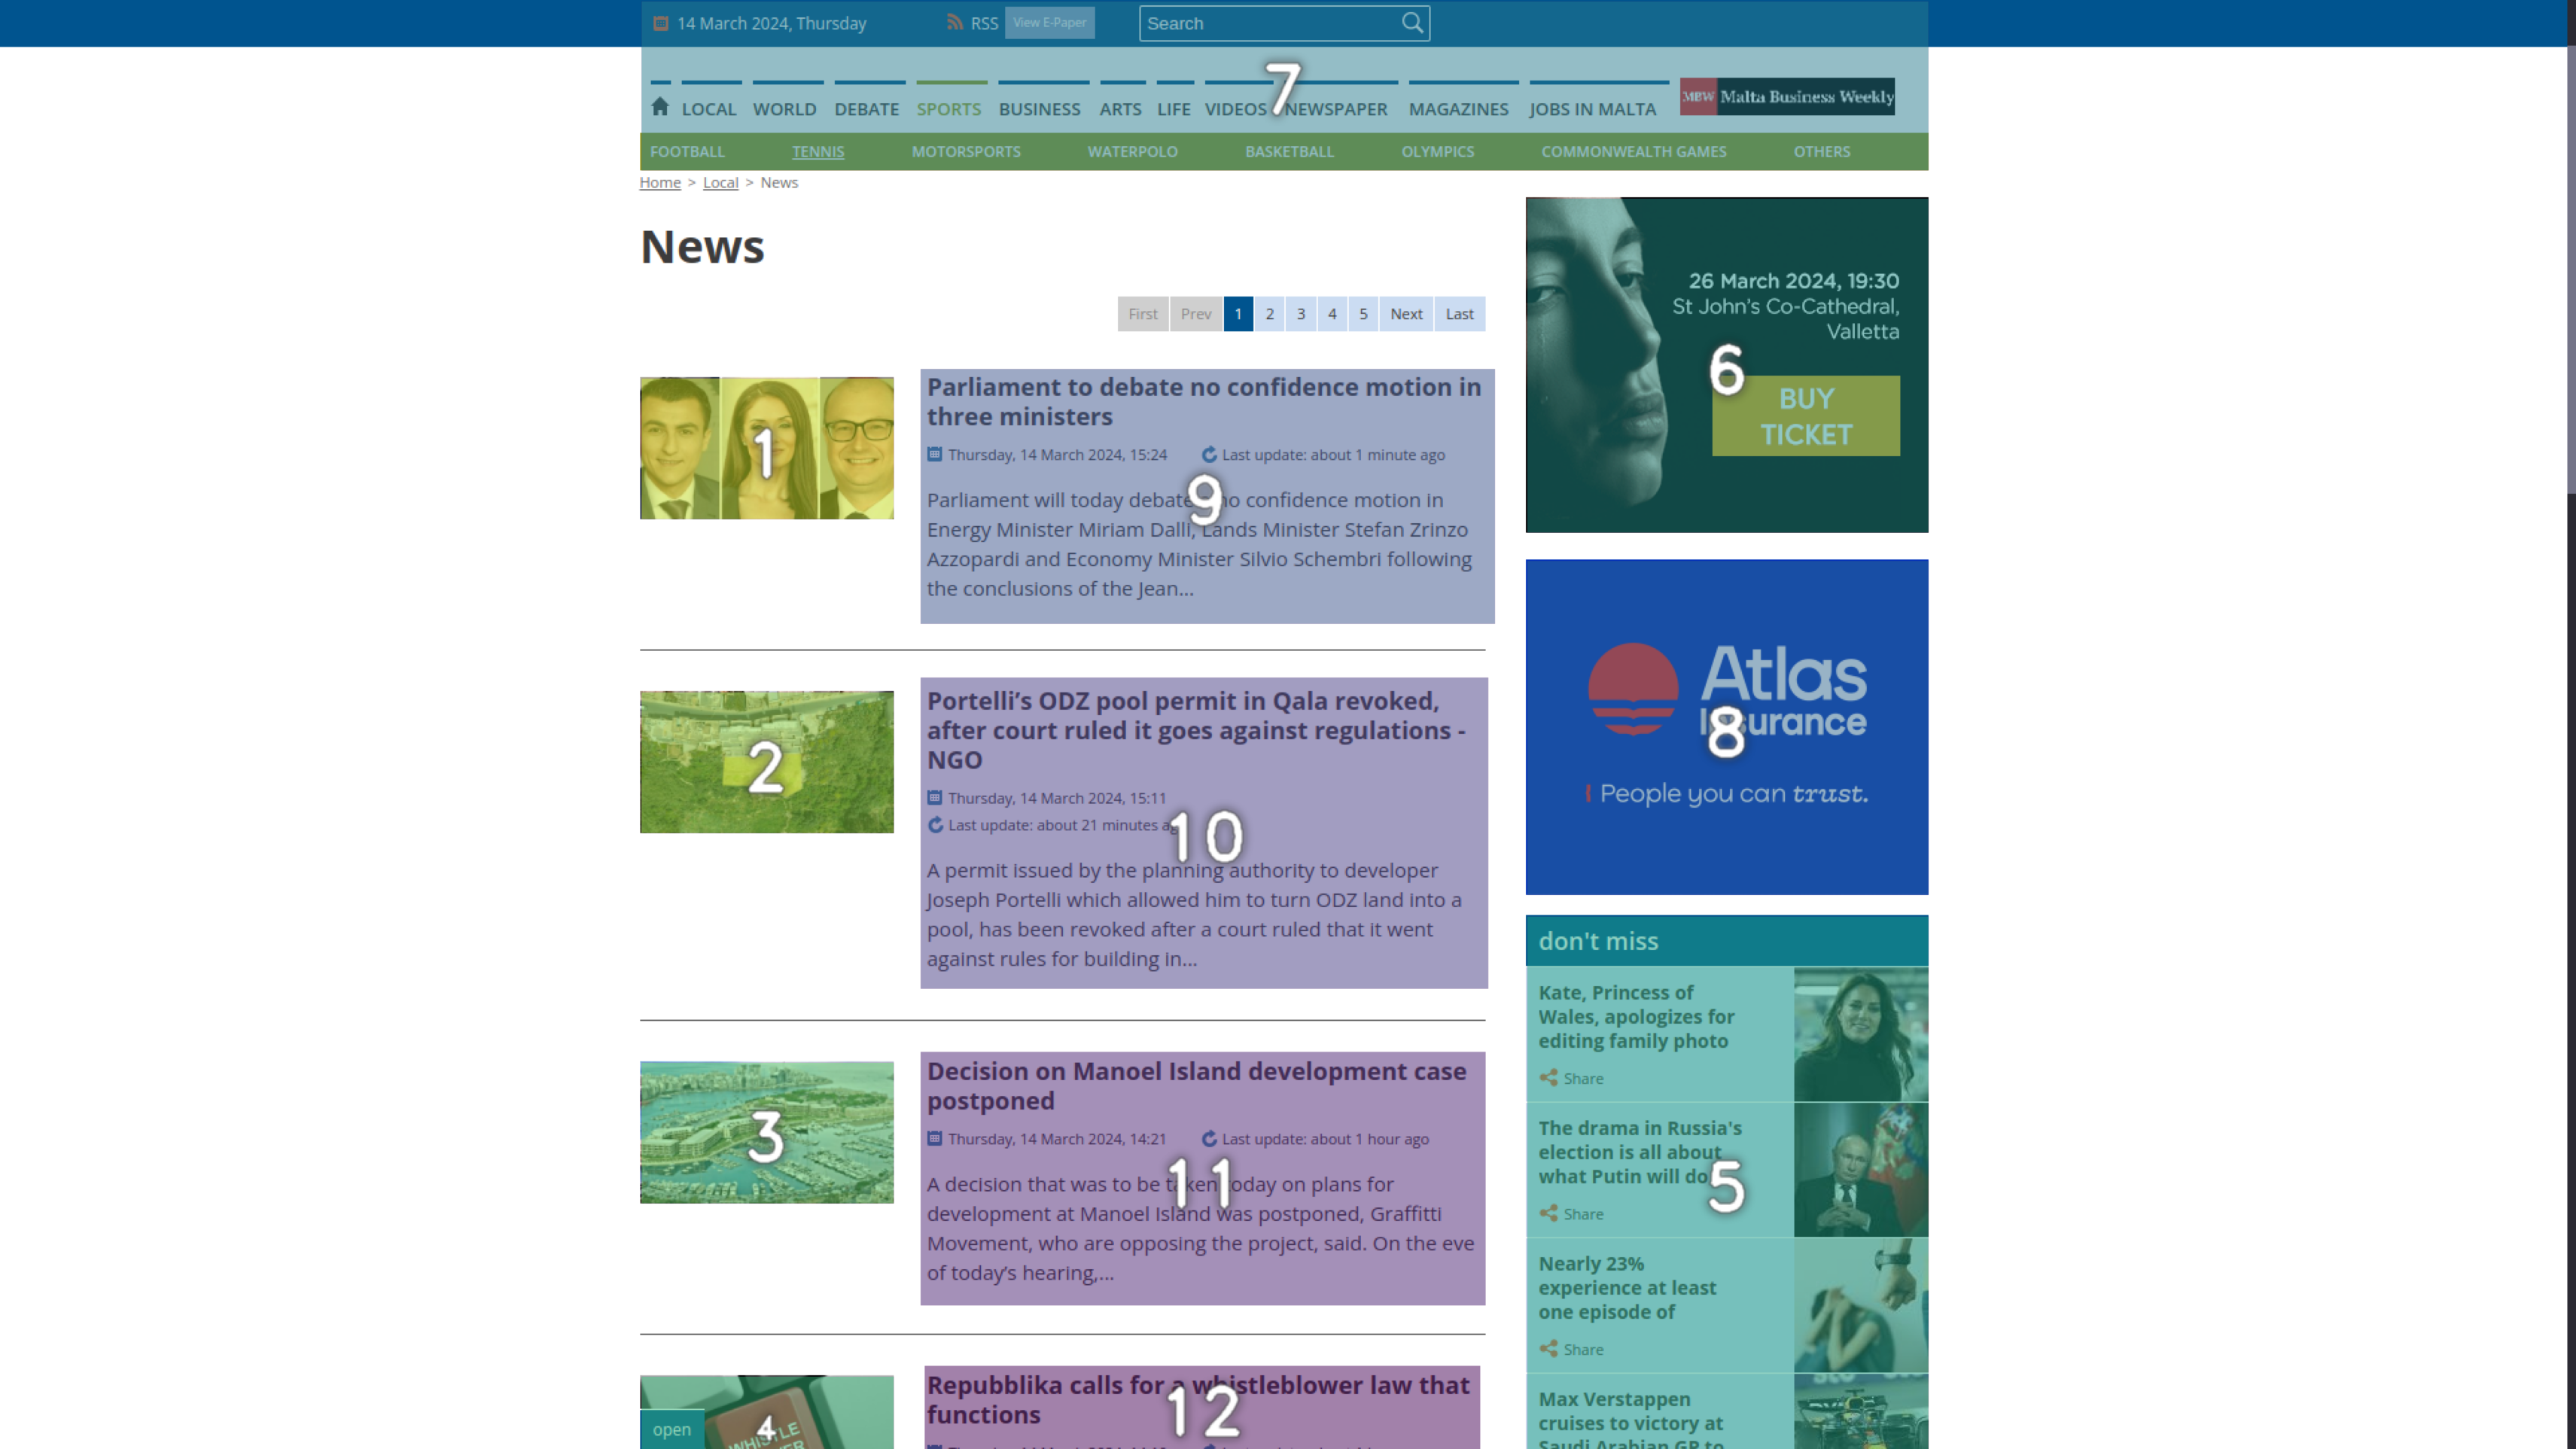 14 March 2024, Thursday
RSS
View E-Paper
Search
LOCAL WORLD DEBATE SPORTS BUSINESS ARTS LIFE VIDEOS NEWSPAPER MAGAZINES JOBS IN MALTA
MBW Malta Business Weekly
7
FOOTBALL TENNIS MOTORSPORTS WATERPOLO BASKETBALL OLYMPICS COMMONWEALTH GAMES OTHERS
Home > Local > News
News
First Prev 1 2 3 4 5 Next Last
1
Parliament to debate no confidence motion in
three ministers
Thursday, 14 March 2024, 15:24 Last update: about 1 minute ago
9
Parliament will today debate no confidence motion in
Energy Minister Miriam Dalli, Lands Minister Stefan Zrinzo
Azzopardi and Economy Minister Silvio Schembri following
the conclusions of the Jean...
2
Portelli’s ODZ pool permit in Qala revoked,
after court ruled it goes against regulations -
NGO
Thursday, 14 March 2024, 15:11
Last update: about 21 minutes ago
10
A permit issued by the planning authority to developer
Joseph Portelli which allowed him to turn ODZ land into a
pool, has been revoked after a court ruled that it went
against rules for building in...
3
Decision on Manoel Island development case
postponed
Thursday, 14 March 2024, 14:21 Last update: about 1 hour ago
11
A decision that was to be taken today on plans for
development at Manoel Island was postponed, Graffitti
Movement, who are opposing the project, said. On the eve
of today’s hearing,...
4
WHISTLE
open
Repubblika calls for a whistleblower law that
functions
12
26 March 2024, 19:30
St John's Co-Cathedral,
Valletta
6
BUY
TICKET
Atlas
Insurance
8
People you can trust.
don't miss
Kate, Princess of
Wales, apologizes for
editing family photo
Share
The drama in Russia's
election is all about
what Putin will do
5
Share
Nearly 23%
experience at least
one episode of
Share
Max Verstappen
cruises to victory at
Saudi Arabian GP to